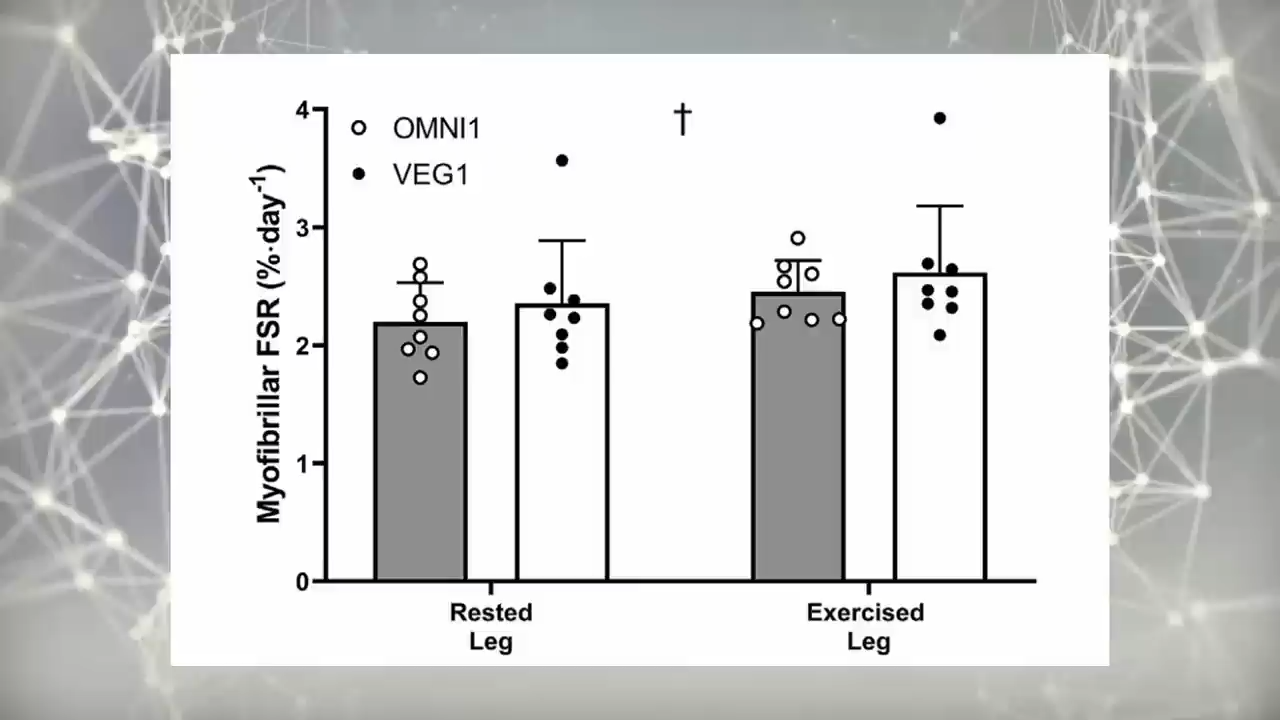 4
OMNI1
†
VEG1
3
Myofibrillar FSR (%·day⁻¹)
2
1
0
Rested
Leg
Exercised
Leg